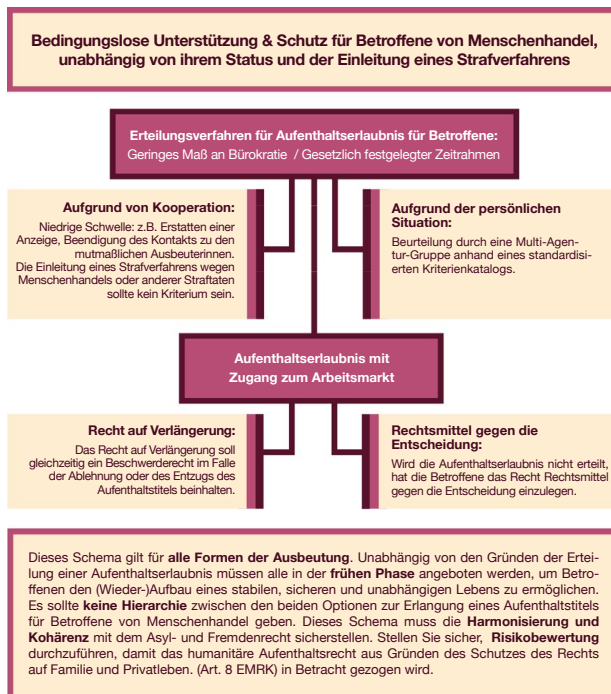 Bedingungslose Unterstützung & Schutz für Betroffene von Menschenhandel,
unabhängig von ihrem Status und der Einleitung eines Strafverfahrens
Erteilungsverfahren für Aufenthaltserlaubnis für Betroffene:
Geringes Maß an Bürokratie / Gesetzlich festgelegter Zeitrahmen
Aufgrund von Kooperation:
Niedrige Schwelle: z.B. Erstatten einer
Anzeige, Beendigung des Kontakts zu den
mutmaßlichen Ausbeuterinnen.
Die Einleitung eines Strafverfahrens wegen
Menschenhandels oder anderer Straftaten
sollte kein Kriterium sein.
Aufgrund der persönlichen
Situation:
Beurteilung durch eine Multi-Agen-
tur-Gruppe anhand eines standardisi-
erten Kriterienkatalogs.
Aufenthaltserlaubnis mit
Zugang zum Arbeitsmarkt
Recht auf Verlängerung:
Das Recht auf Verlängerung soll
gleichzeitig ein Beschwerderecht im Falle
der Ablehnung oder des Entzugs des
Aufenthaltstitels beinhalten.
Rechtsmittel gegen die
Entscheidung:
Wird die Aufenthaltserlaubnis nicht erteilt,
hat die Betroffene das Recht Rechtsmittel
gegen die Entscheidung einzulegen.
Dieses Schema gilt für alle Formen der Ausbeutung. Unabhängig von den Gründen der Ertei-
lung einer Aufenthaltserlaubnis müssen alle in der frühen Phase angeboten werden, um Betrof-
fenen den (Wieder-)Aufbau eines stabilen, sicheren und unabhängigen Lebens zu ermöglichen.
Es sollte keine Hierarchie zwischen den beiden Optionen zur Erlangung eines Aufenthaltstitels
für Betroffene von Menschenhandel geben. Dieses Schema muss die Harmonisierung und
Kohärenz mit dem Asyl- und Fremdenrecht sicherstellen. Stellen Sie sicher, Risikobewertung
durchzuführen, damit das humanitäre Aufenthaltsrecht aus Gründen des Schutzes des Rechts
auf Familie und Privatleben. (Art. 8 EMRK) in Betracht gezogen wird.